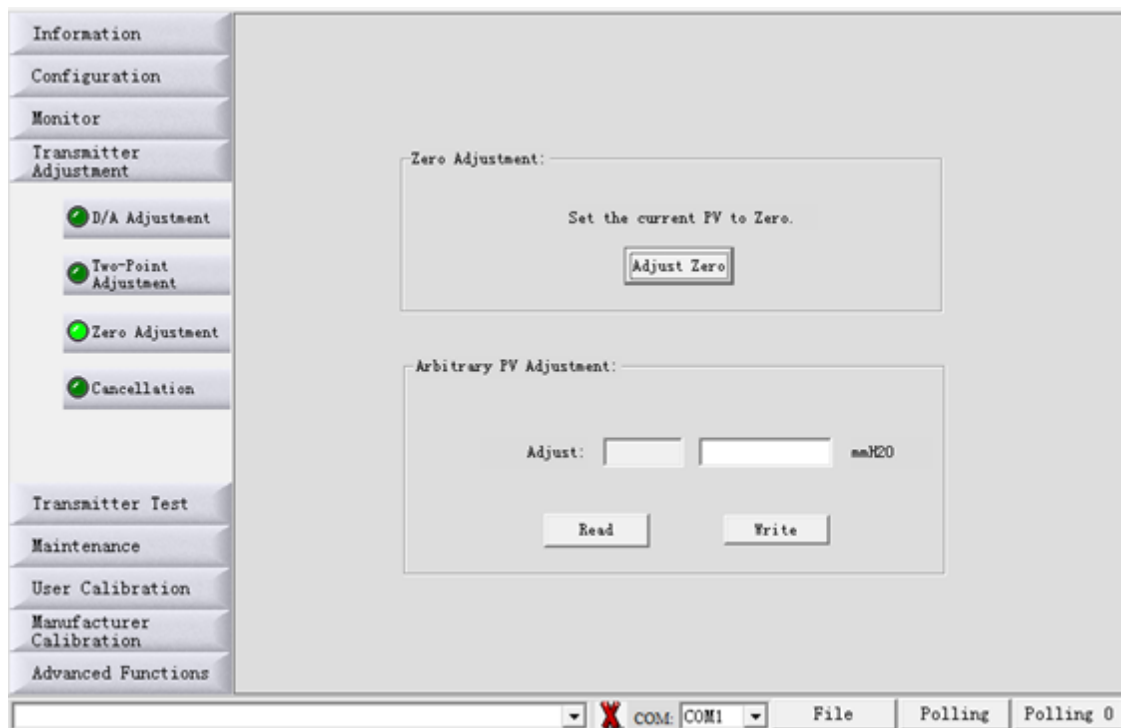 Information
Configuration
Monitor
Transmitter
Adjustment
D/A Adjustment
Two-Point
Adjustment
Zero Adjustment
Cancellation
Transmitter Test
Maintenance
User Calibration
Manufacturer
Calibration
Advanced Functions
Zero Adjustment:
Set the current PV to Zero.
Adjust Zero
Arbitrary PV Adjustment:
Adjust: mmH2O
Read Write
COM: COM1 File Polling Polling 0